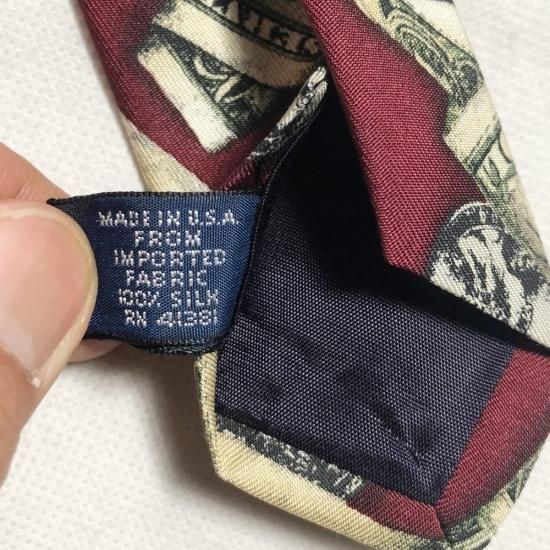 MADE IN U.S.A.
FROM
IMPORTED
FABRIC
100% SILK
RN 41381